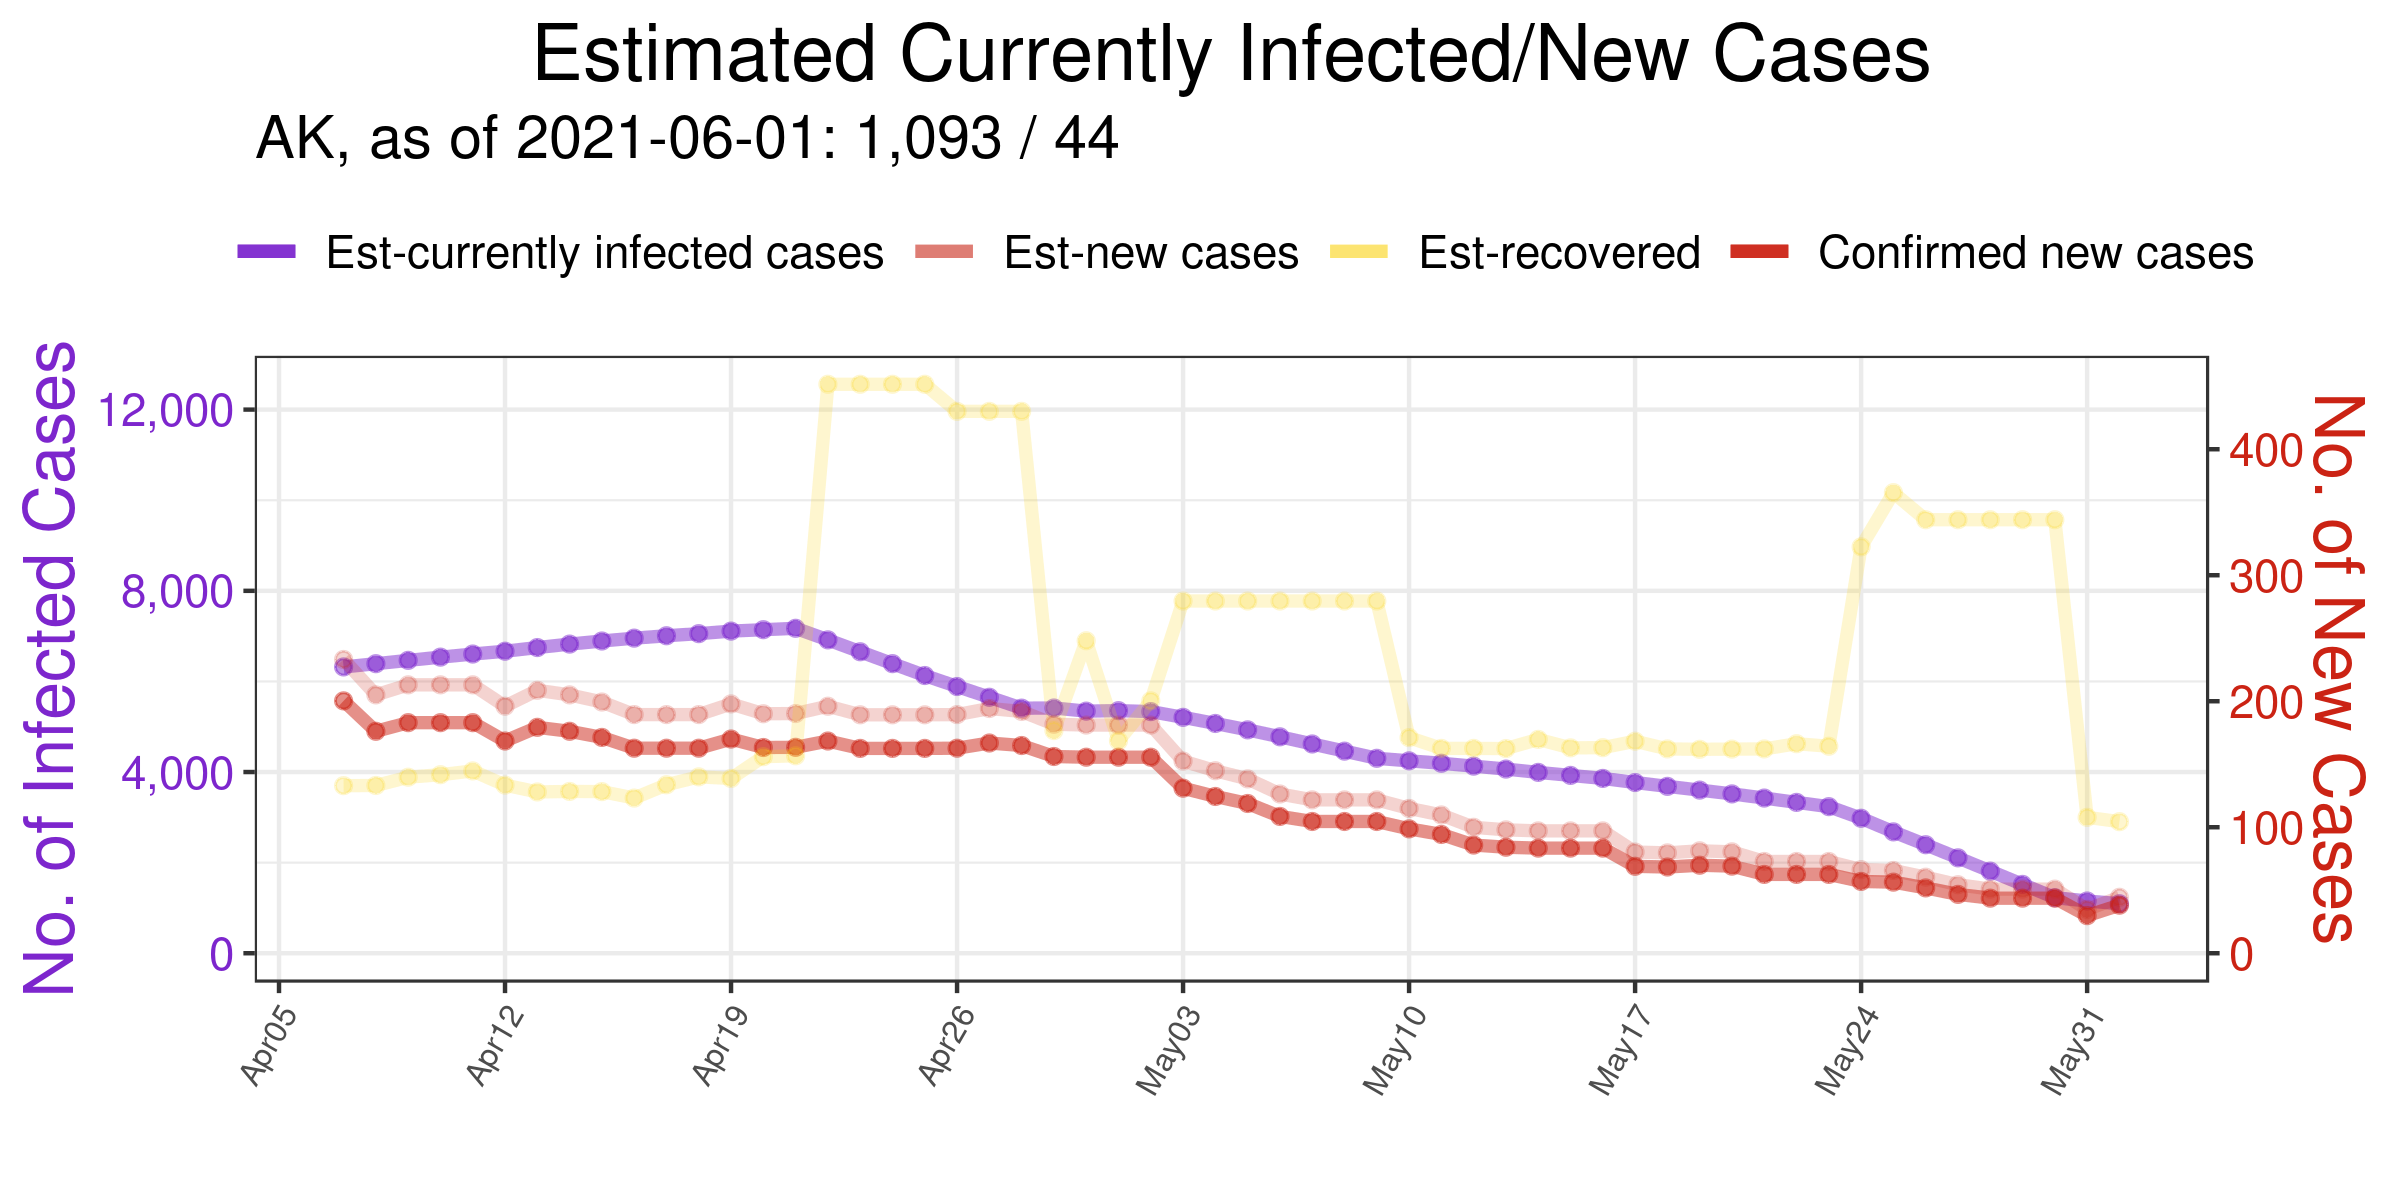 Estimated Currently Infected/New Cases
AK, as of 2021-06-01: 1,093 / 44
Est-currently infected cases Est-new cases Est-recovered Confirmed new cases
No. of Infected Cases
12,000
8,000
4,000
0
400
300
200
100
0
No. of New Cases
Apr05 Apr12 Apr19 Apr26 May03 May10 May17 May24 May31